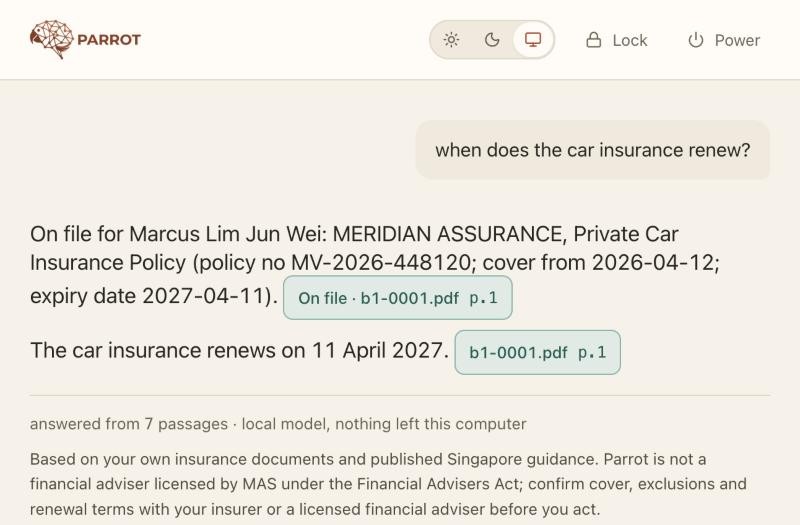 PARROT
Lock
Power
when does the car insurance renew?
On file for Marcus Lim Jun Wei: MERIDIAN ASSURANCE, Private Car
Insurance Policy (policy no MV-2026-448120; cover from 2026-04-12;
expiry date 2027-04-11). On file · b1-0001.pdf p.1
The car insurance renews on 11 April 2027. b1-0001.pdf p.1
answered from 7 passages · local model, nothing left this computer
Based on your own insurance documents and published Singapore guidance. Parrot is not a
financial adviser licensed by MAS under the Financial Advisers Act; confirm cover, exclusions and
renewal terms with your insurer or a licensed financial adviser before you act.